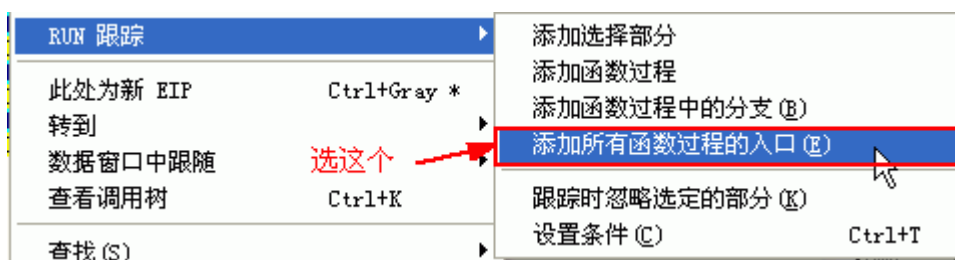 RUN 跟踪
此处为新 EIP Ctrl+Gray *
转到
数据窗口中跟随
查看调用树 Ctrl+K
查找(S)
选这个
添加选择部分
添加函数过程
添加函数过程中的分支(B)
添加所有函数过程的入口(E)
跟踪时忽略选定的部分(K)
设置条件(C) Ctrl+T